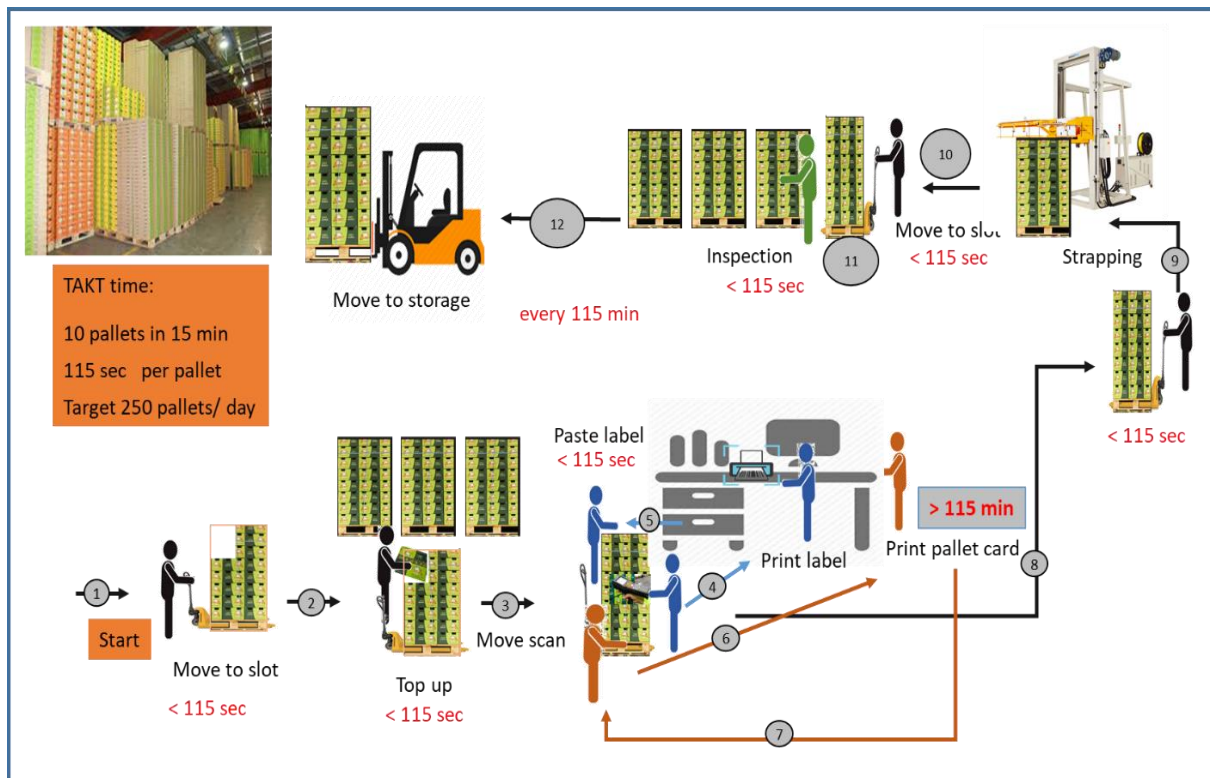 TAKT time:
10 pallets in 15 min
115 sec per pallet
Target 250 pallets/ day
Move to storage
12
every 115 min
Inspection
< 115 sec
11
10
Move to slot
< 115 sec
Strapping
9
< 115 sec
1
Start
Move to slot
< 115 sec
2
Top up
< 115 sec
3
Move scan
Paste label
< 115 sec
5
4
Print label
> 115 min
Print pallet card
6
7
8